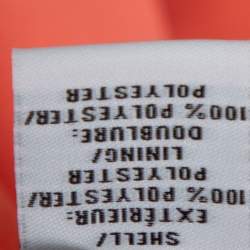 SHELL/
EXTÉRIEUR:
100% POLYESTER/
POLYESTER
LINING/
DOUBLURE:
100% POLYESTER/
POLYESTER